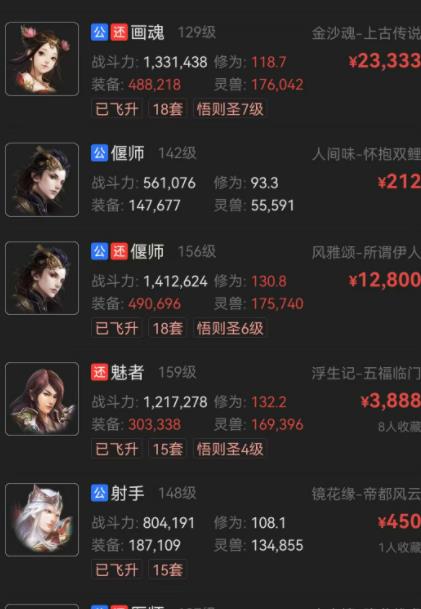 公 还 画魂 129级 金沙魂-上古传说
战斗力: 1,331,438 修为: 118.7 ¥23,333
装备: 488,218 灵兽: 176,042
已飞升 18套 悟则圣7级
公 偃师 142级 人间味-怀抱双鲤
战斗力: 561,076 修为: 93.3 ¥212
装备: 147,677 灵兽: 55,591
公 还 偃师 156级 风雅颂-所谓伊人
战斗力: 1,412,624 修为: 130.8 ¥12,800
装备: 490,696 灵兽: 175,740
已飞升 18套 悟则圣6级
还 魅者 159级 浮生记-五福临门
战斗力: 1,217,278 修为: 132.2 ¥3,888
装备: 303,338 灵兽: 169,396 8人收藏
已飞升 15套 悟则圣4级
公 射手 148级 镜花缘-帝都风云
战斗力: 804,191 修为: 108.1 ¥450
装备: 187,109 灵兽: 134,855 1人收藏
已飞升 15套